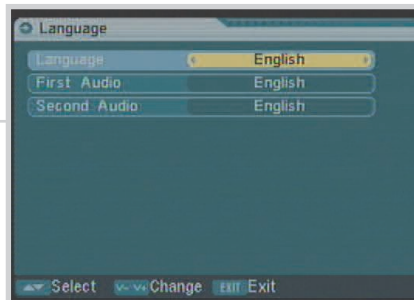 Language
Language English
First Audio English
Second Audio English
Select V- V+ Change EXIT Exit